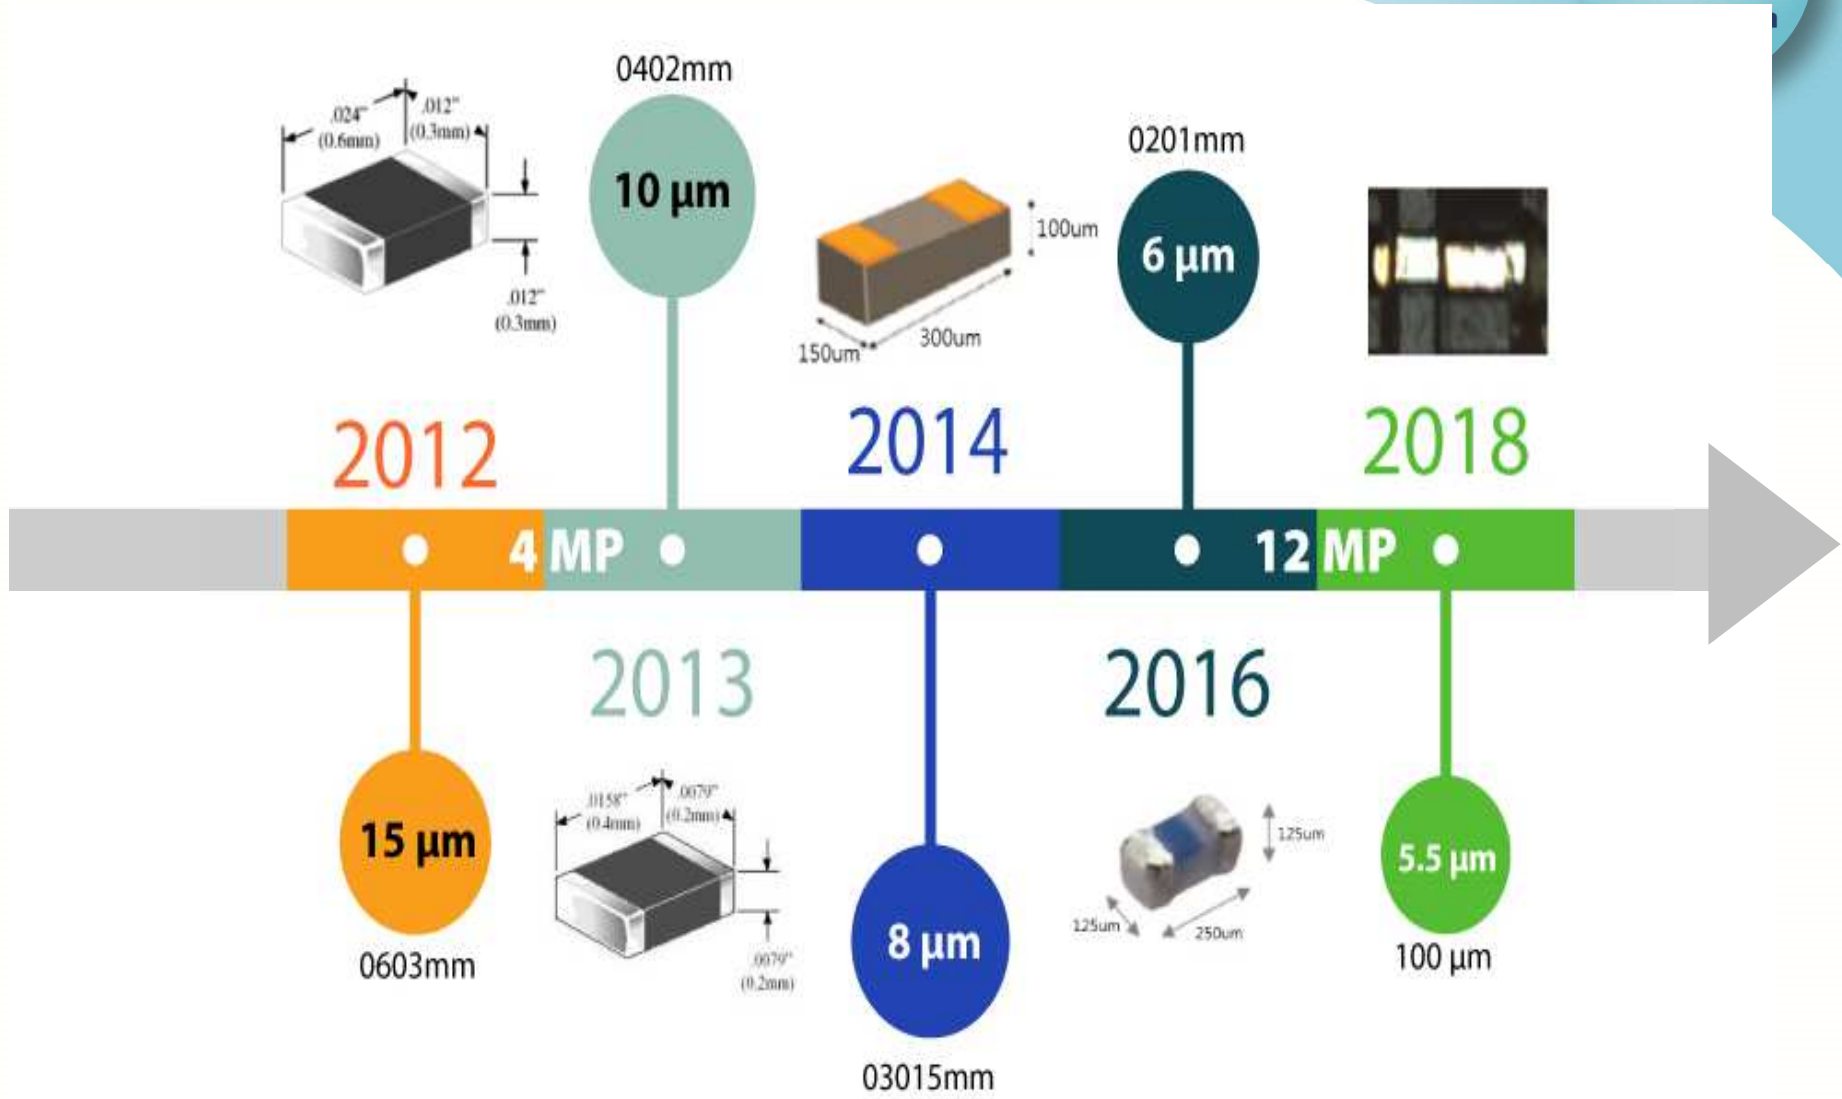 0402mm
10 µm
.024"
(0.6mm)
.012"
(0.3mm)
.012"
(0.3mm)
0201mm
6 µm
100um
300um
150um
2012
2014
2018
4 MP
12 MP
2013
2016
15 µm
0603mm
.0158"
(0.4mm)
.0079"
(0.2mm)
.0079"
(0.2mm)
8 µm
03015mm
125um
125um
250um
5.5 µm
100 µm